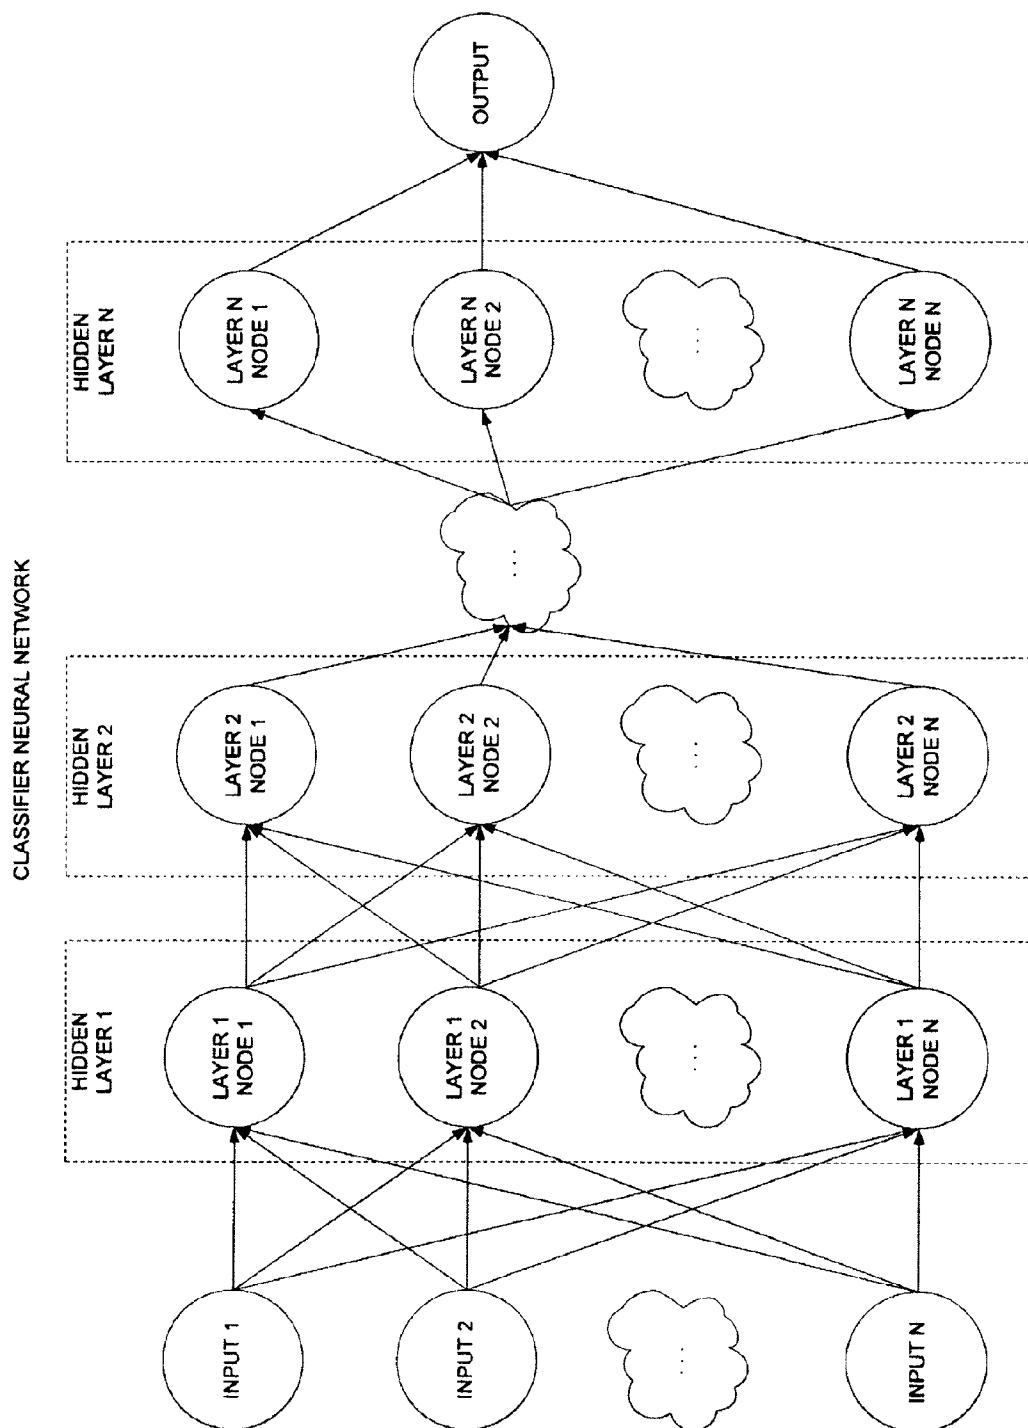 CLASSIFIER NEURAL NETWORK
HIDDEN
LAYER 1
HIDDEN
LAYER 2
HIDDEN
LAYER N
INPUT 1
LAYER 1
NODE 1
LAYER 2
NODE 1
LAYER N
NODE 1
OUTPUT
INPUT 2
LAYER 1
NODE 2
LAYER 2
NODE 2
...
LAYER N
NODE 2
...
...
...
...
INPUT N
LAYER 1
NODE N
LAYER 2
NODE N
LAYER N
NODE N